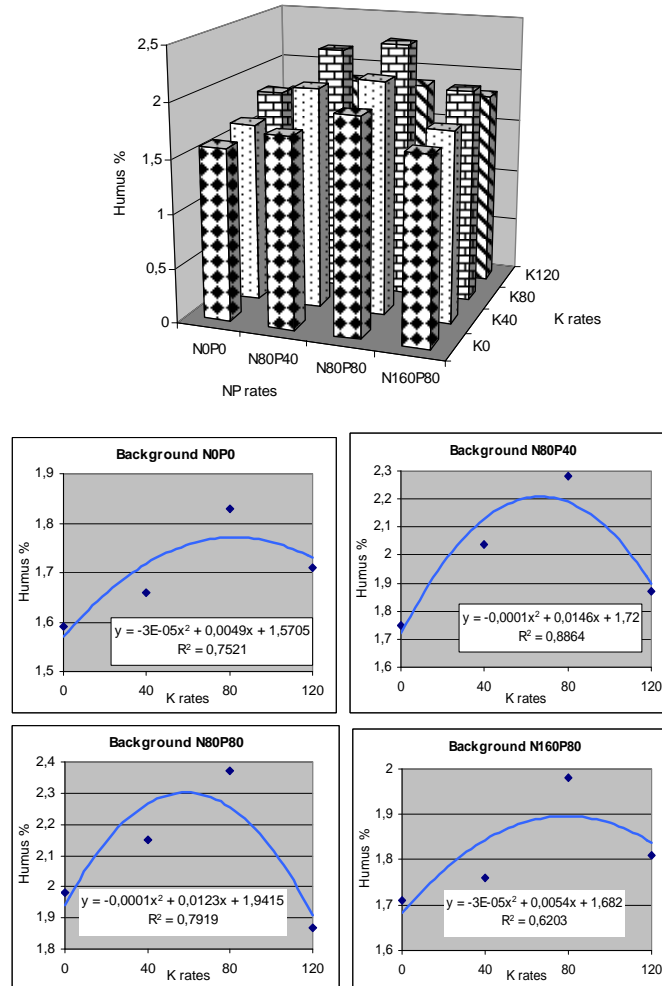 2,5
2
1,5
1
0,5
0
Humus %
N0P0
N80P40
N80P80
N160P80
NP rates
K0
K40
K80
K120
K rates
Background N0P0
1,9
1,8
1,7
1,6
1,5
Humus %
y = -3E-05x² + 0,0049x + 1,5705
R² = 0,7521
0 40 80 120
K rates
Background N80P40
2,3
2,2
2,1
2
1,9
1,8
1,7
1,6
Humus %
y = -0,0001x² + 0,0146x + 1,72
R² = 0,8864
0 40 80 120
K rates
Background N80P80
2,4
2,3
2,2
2,1
2
1,9
1,8
Humus %
y = -0,0001x² + 0,0123x + 1,9415
R² = 0,7919
0 40 80 120
K rates
Background N160P80
2
1,9
1,8
1,7
1,6
Humus %
y = -3E-05x² + 0,0054x + 1,682
R² = 0,6203
0 40 80 120
K rates